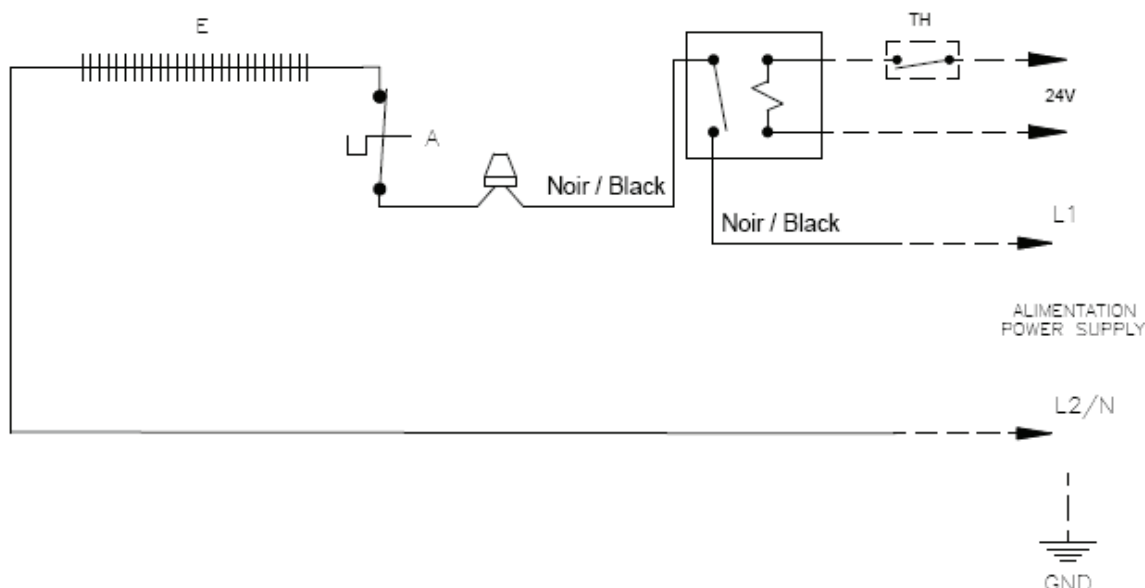 E
TH
24V
A
Noir / Black
Noir / Black
L1
ALIMENTATION
POWER SUPPLY
L2/N
GND